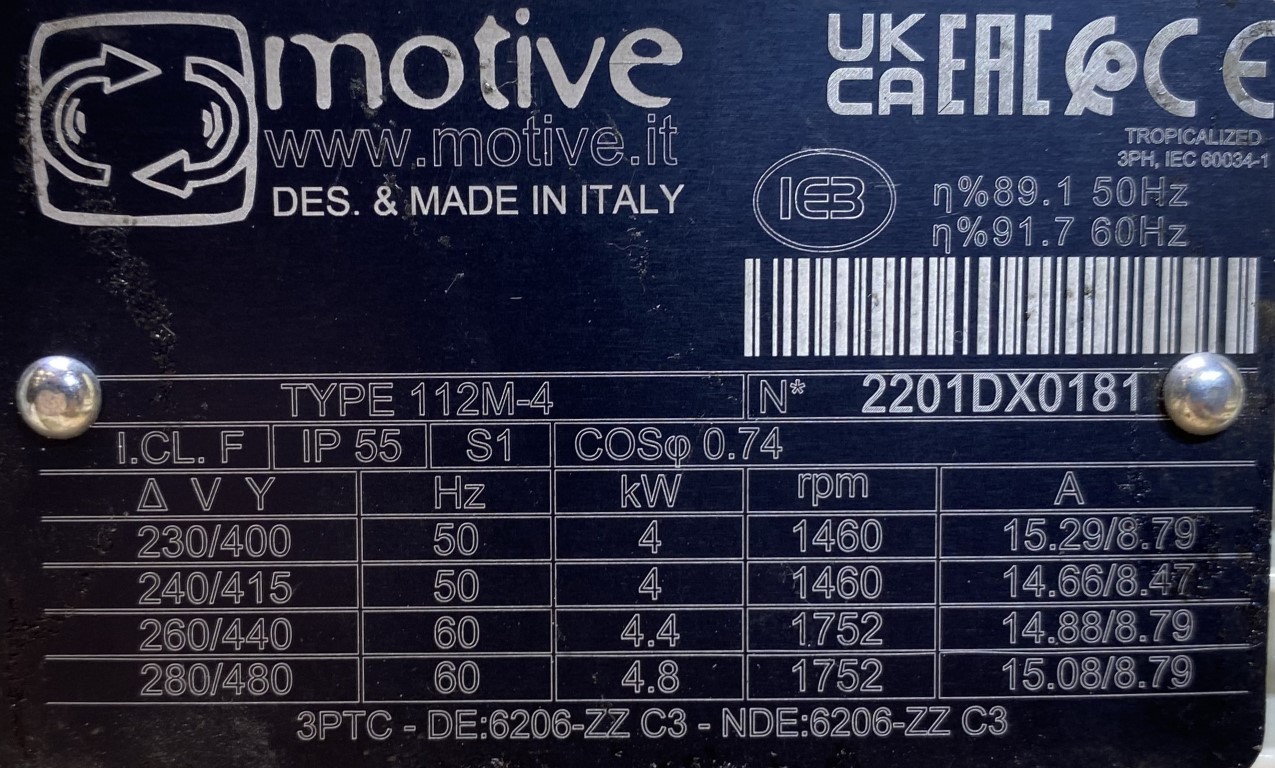 motive
www.motive.it
DES. & MADE IN ITALY
UK
CA
EAC
CE
TROPICALIZED
3PH, IEC 60034-1
IE3
η%89.1 50Hz
η%91.7 60Hz
TYPE 112M-4 N* 2201DX0181
I.CL. F IP 55 S1 COSφ 0.74
Δ V Y Hz kW rpm A
230/400 50 4 1460 15.29/8.79
240/415 50 4 1460 14.66/8.47
260/440 60 4.4 1752 14.88/8.79
280/480 60 4.8 1752 15.08/8.79
3PTC - DE:6206-ZZ C3 - NDE:6206-ZZ C3